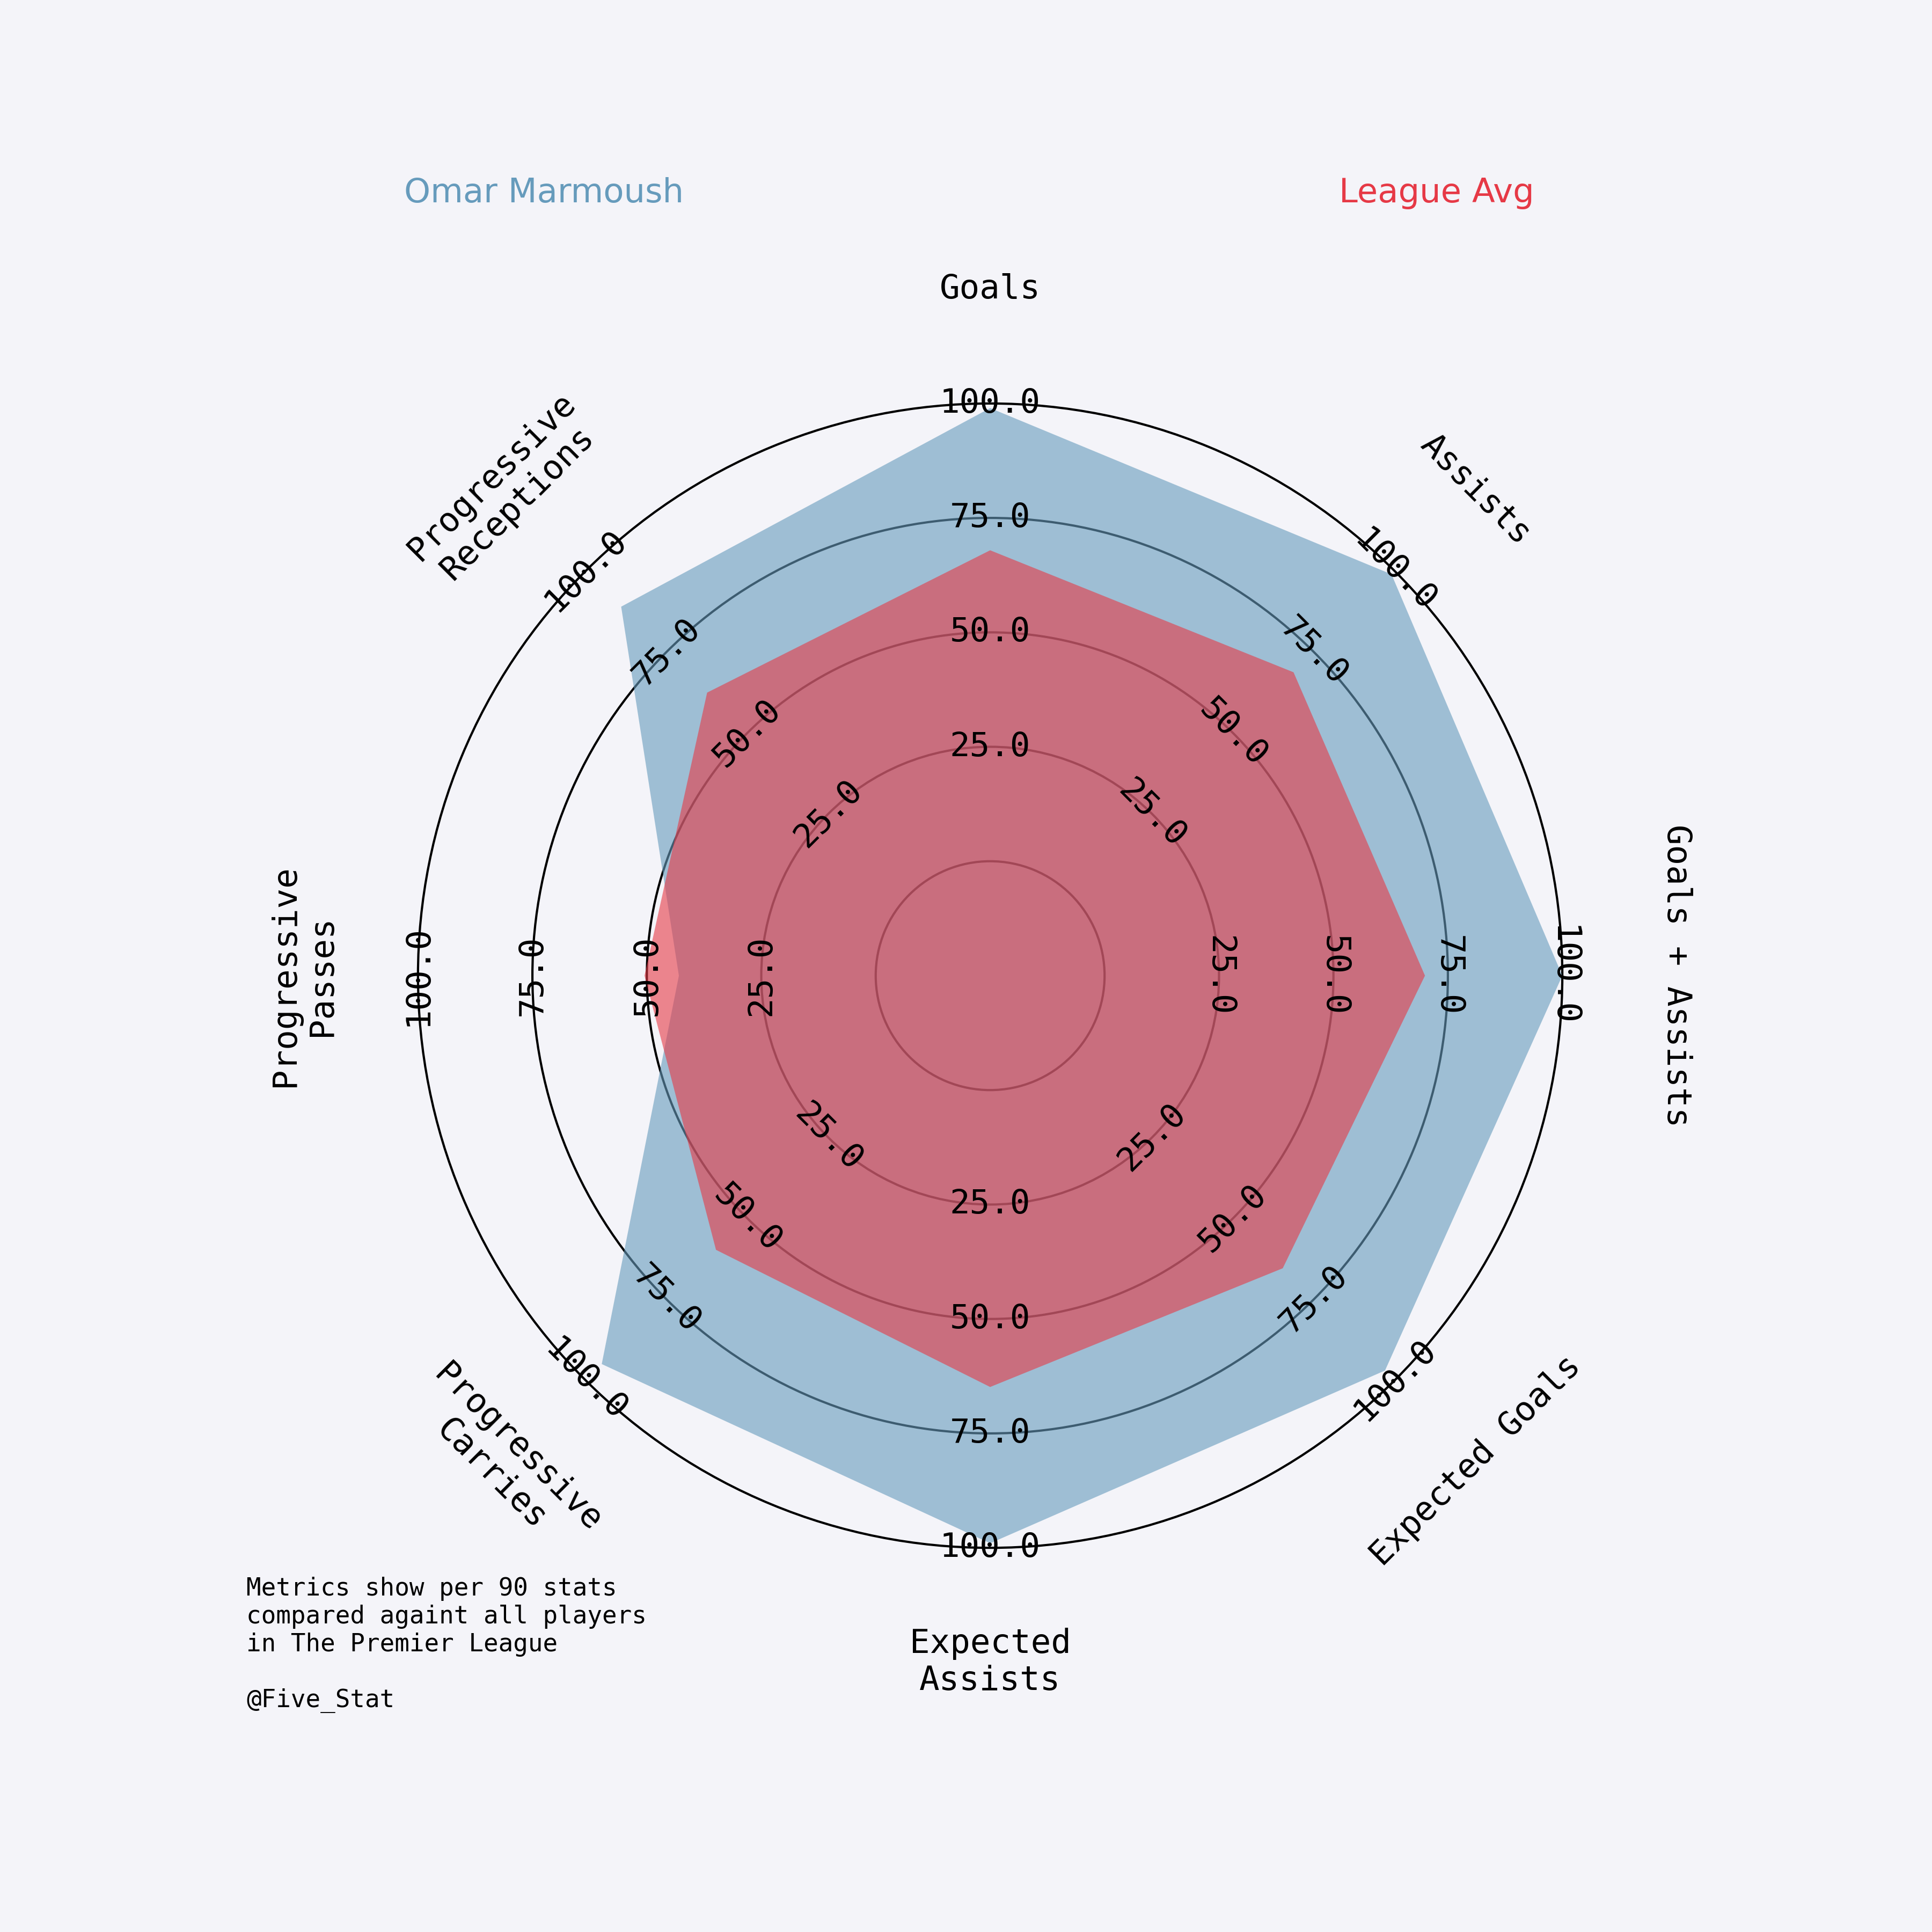 Omar Marmoush
League Avg
Goals
Assists
Goals + Assists
Expected Goals
Expected
Assists
Progressive
Carries
Progressive
Passes
Progressive
Receptions
25.0
50.0
75.0
100.0
25.0
50.0
75.0
100.0
25.0
50.0
75.0
100.0
25.0
50.0
75.0
100.0
25.0
50.0
75.0
100.0
25.0
50.0
75.0
100.0
25.0
50.0
75.0
100.0
25.0
50.0
75.0
100.0
Metrics show per 90 stats
compared againt all players
in The Premier League
@Five_Stat